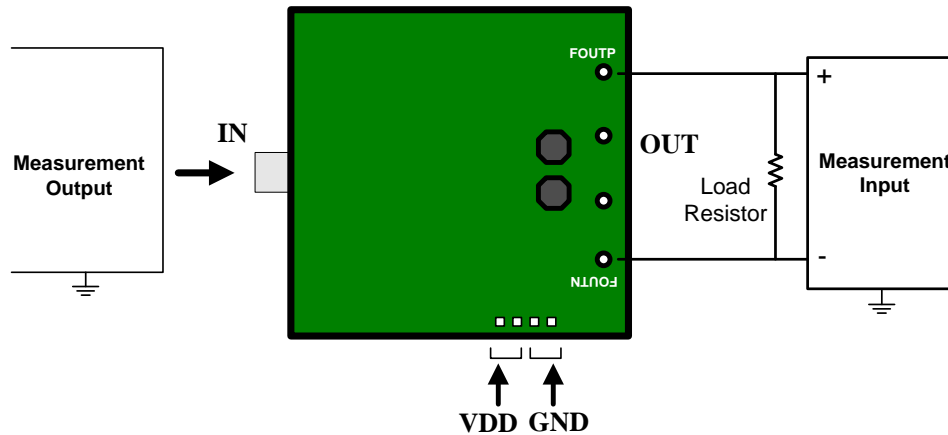 FOUTP
IN
OUT
+
Measurement
Output
Load
Resistor
Measurement
Input
-
FOUTN
VDD GND